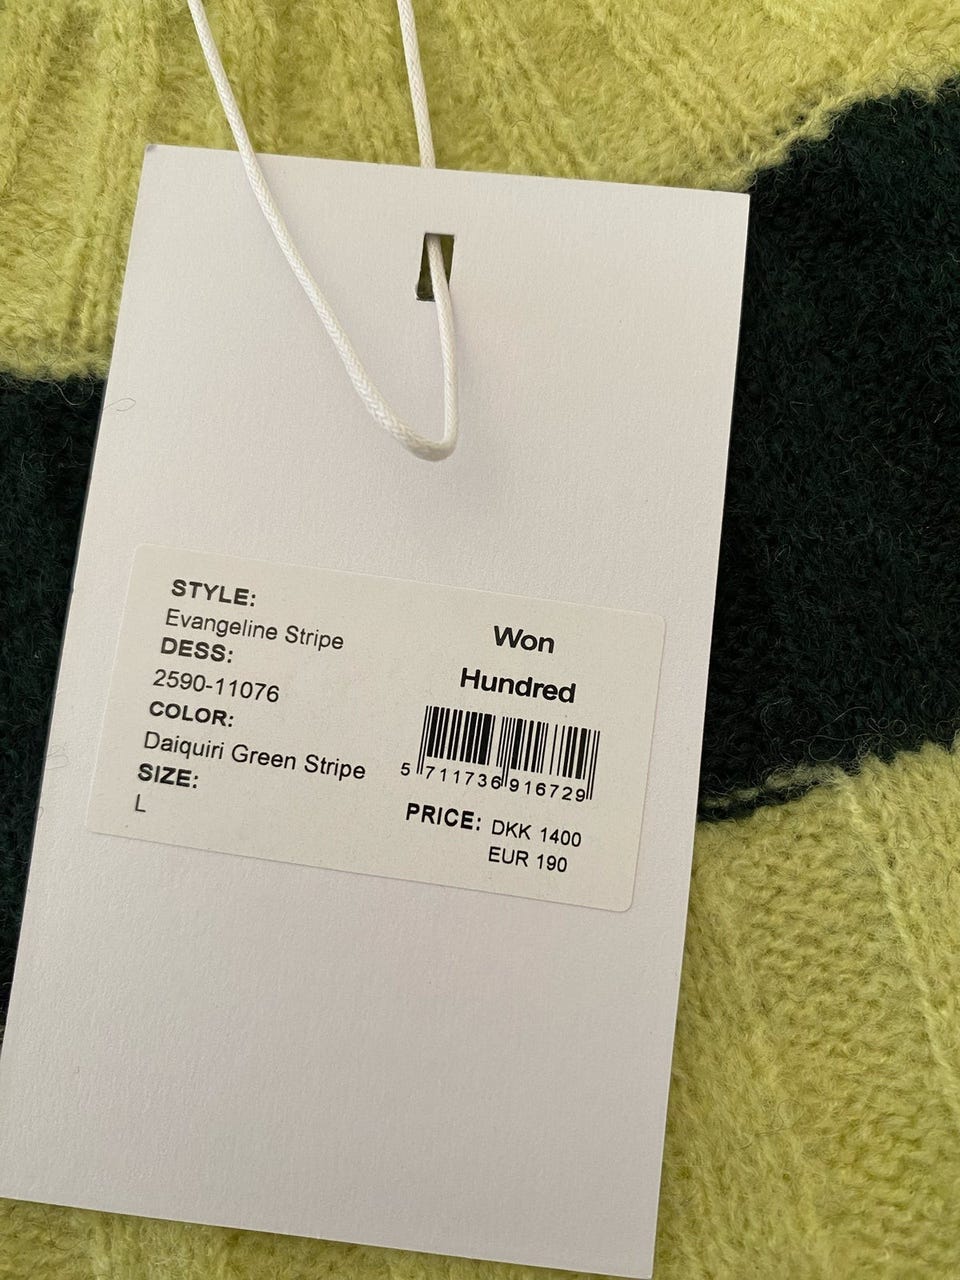 STYLE:
Evangeline Stripe
DESS:
2590-11076
COLOR:
Daiquiri Green Stripe
SIZE:
L
Won
Hundred
5 711736 916729
PRICE: DKK 1400
EUR 190